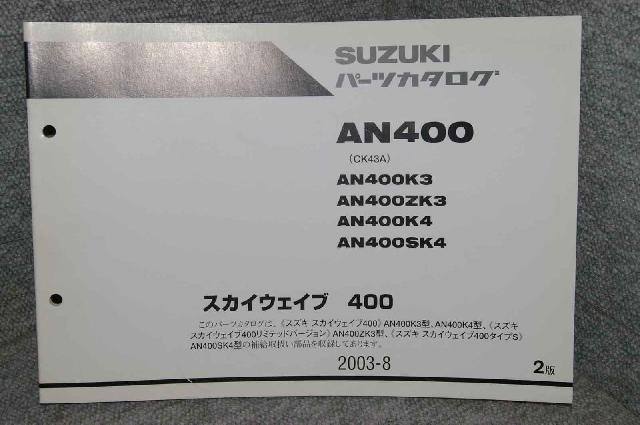 SUZUKI
パーツカタログ
AN400
(CK43A)
AN400K3
AN400ZK3
AN400K4
AN400SK4
スカイウェイブ 400
このパーツカタログは、《スズキ スカイウェイブ400》AN400K3型、AN400K4型、《スズキ
スカイウェイブ400リミテッドバージョン》AN400ZK3型、《スズキ スカイウェイブ400タイプS》
AN400SK4型の補給取扱い部品を収録してあります。
2003-8
2版